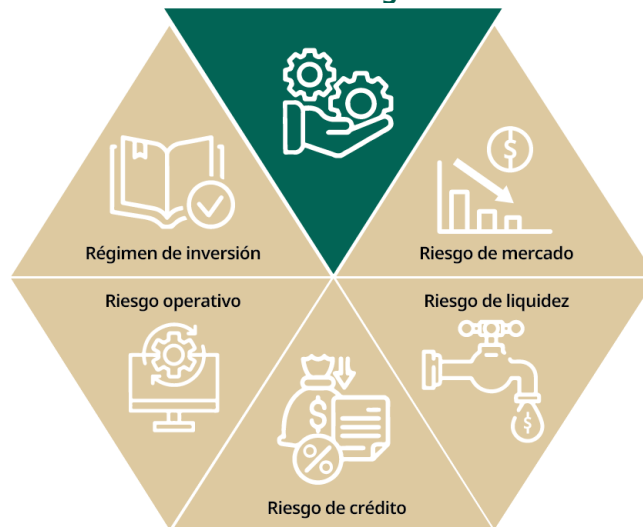 Régimen de inversión
Riesgo de mercado
Riesgo operativo
Riesgo de liquidez
$
$
$
%
Riesgo de crédito